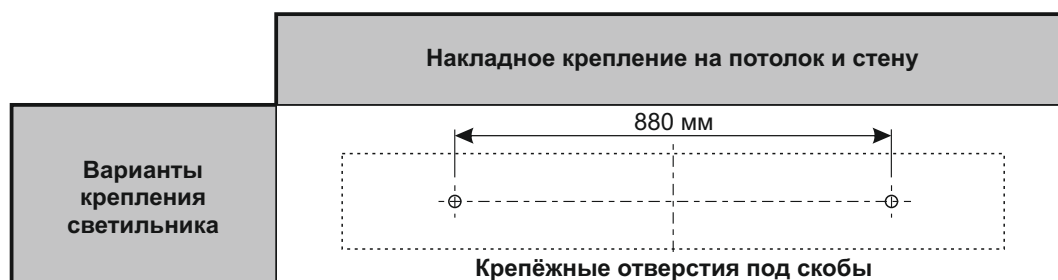 Накладное крепление на потолок и стену
880 мм
Варианты
крепления
светильника
Крепёжные отверстия под скобы